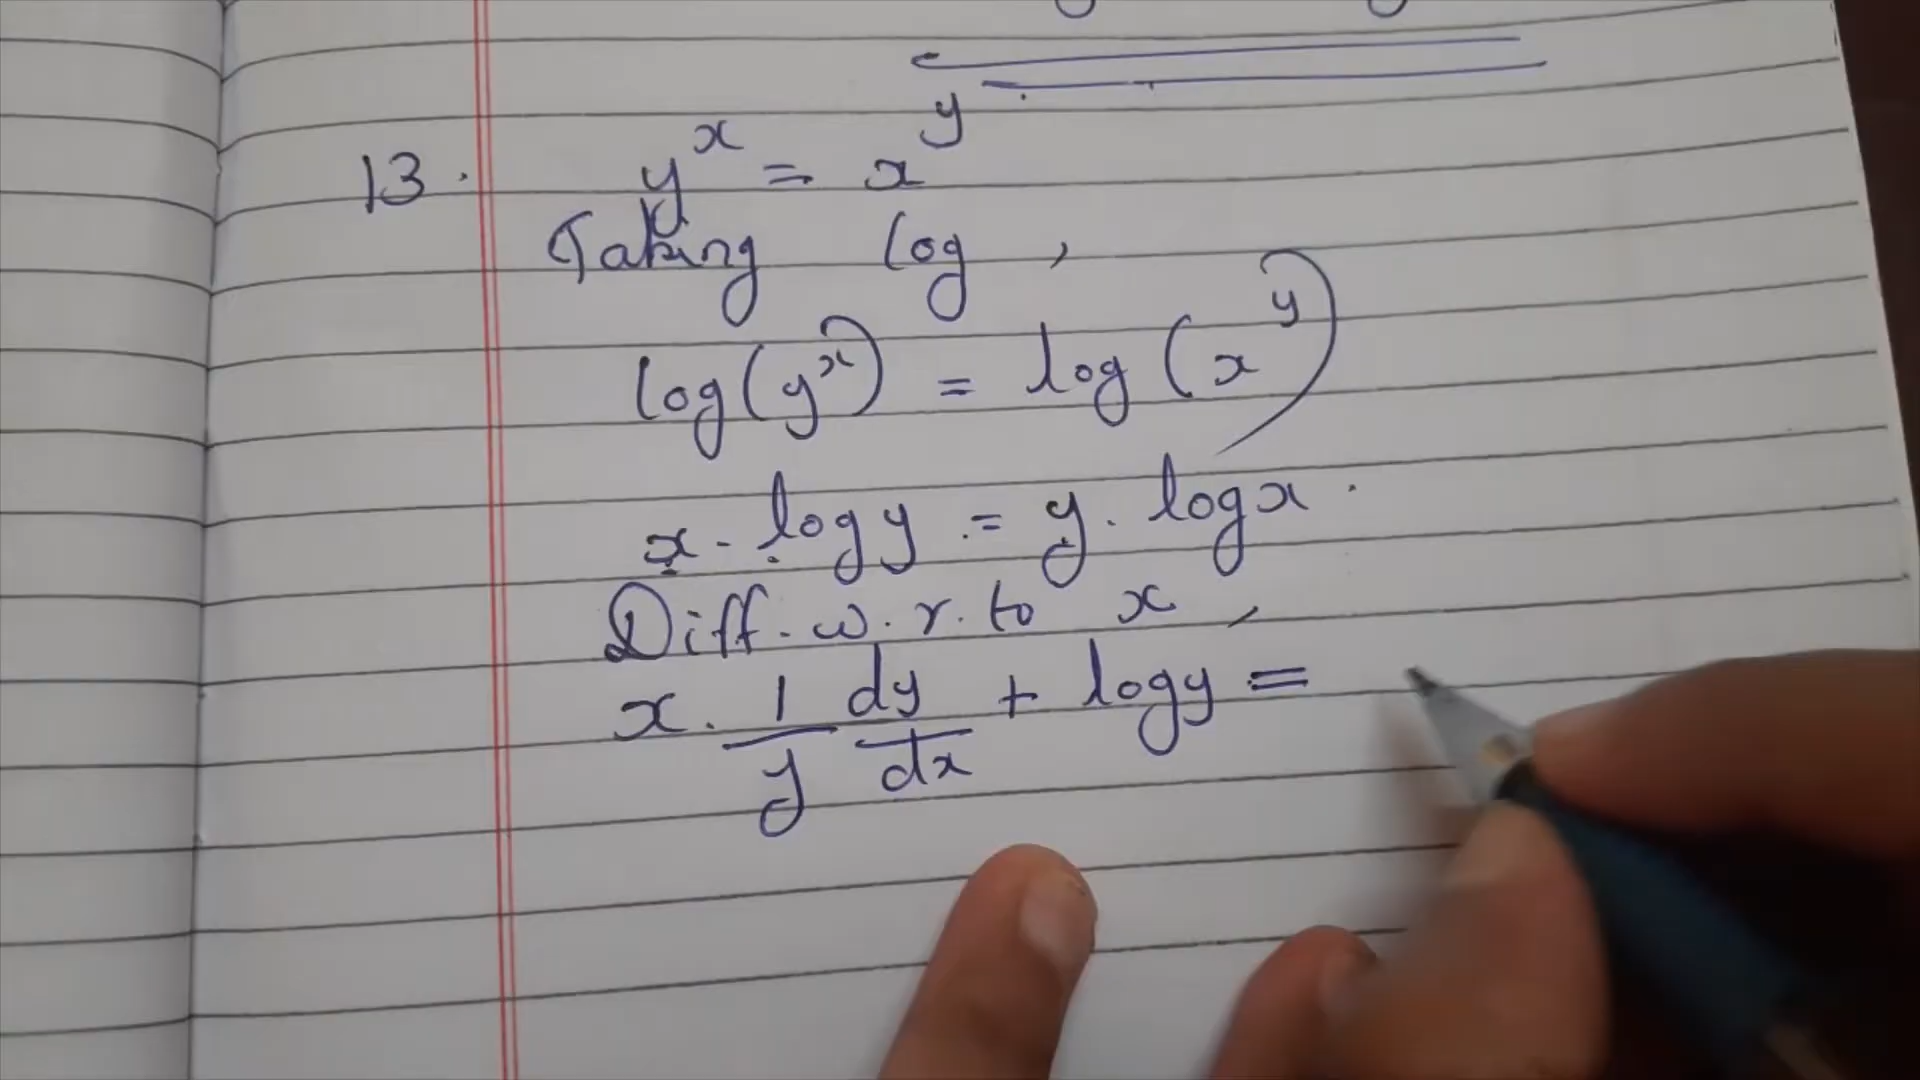 13. y^x = x^y
Taking log,
log(y^x) = log(x^y)
x . log y = y . log x .
Diff. w. r. to x,
x . 1/y dy/dx + log y =